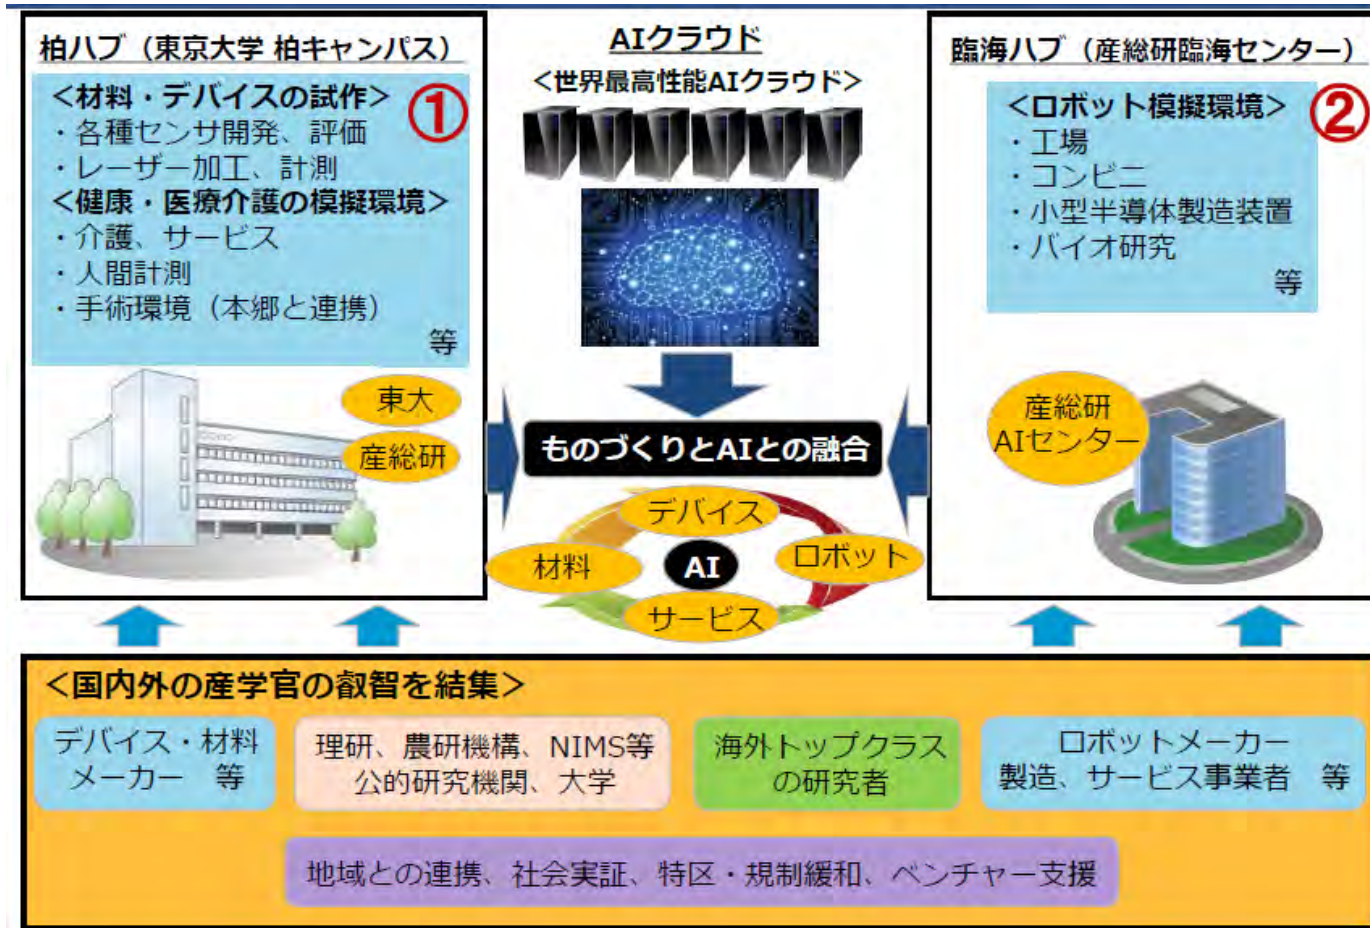 柏ハブ（東京大学 柏キャンパス）
<材料・デバイスの試作>
①
・各種センサ開発、評価
・レーザー加工、計測
<健康・医療介護の模擬環境>
・介護、サービス
・人間計測
・手術環境（本郷と連携）
等
東大
産総研
AIクラウド
<世界最高性能AIクラウド>
ものづくりとAIとの融合
デバイス
材料
AI
ロボット
サービス
臨海ハブ（産総研臨海センター）
<ロボット模擬環境>
②
・工場
・コンビニ
・小型半導体製造装置
・バイオ研究
等
産総研
AIセンター
<国内外の産学官の叡智を結集>
デバイス・材料
メーカー　等
理研、農研機構、NIMS等
公的研究機関、大学
海外トップクラス
の研究者
ロボットメーカー
製造、サービス事業者　等
地域との連携、社会実証、特区・規制緩和、ベンチャー支援